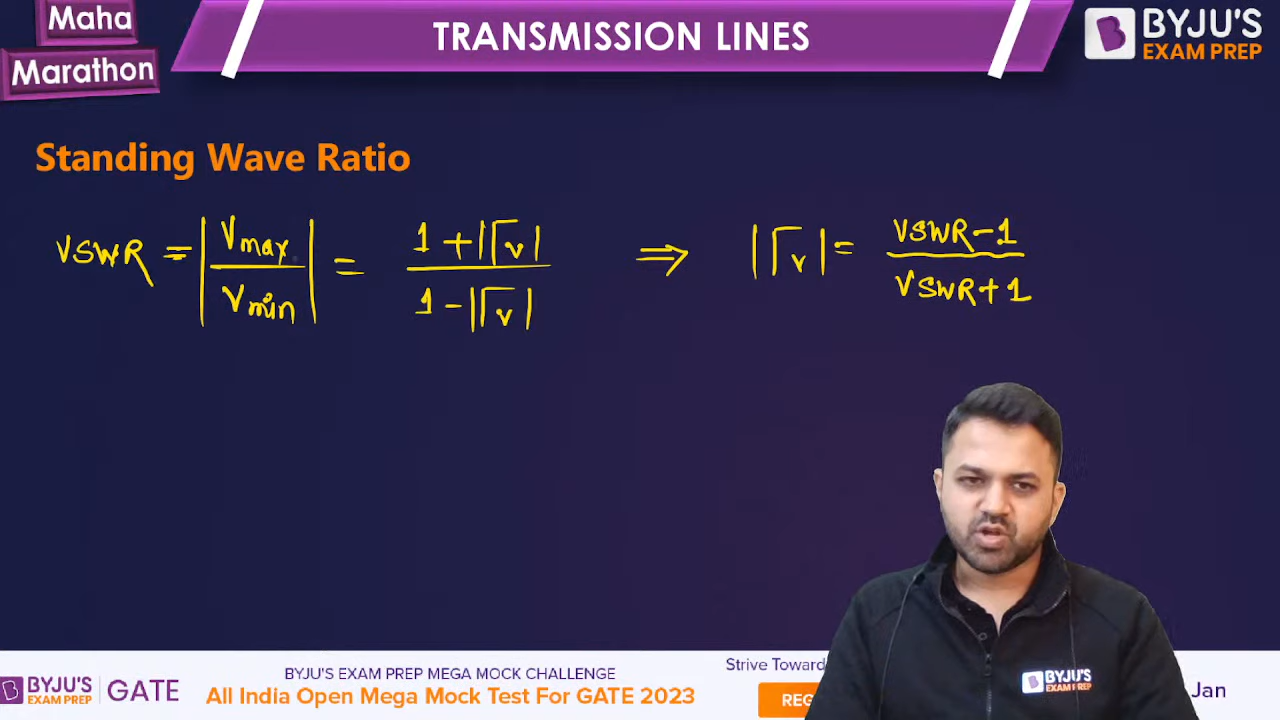 Maha
Marathon
TRANSMISSION LINES
BYJU'S
EXAM PREP
Standing Wave Ratio
VSWR = |Vmax / Vmin| = (1 + |Γv|) / (1 - |Γv|) ⇒ |Γv| = (VSWR - 1) / (VSWR + 1)
BYJU'S
EXAM PREP
BYJU'S
EXAM PREP
GATE
BYJU'S EXAM PREP MEGA MOCK CHALLENGE
All India Open Mega Mock Test For GATE 2023
Strive Toward
REG
Jan